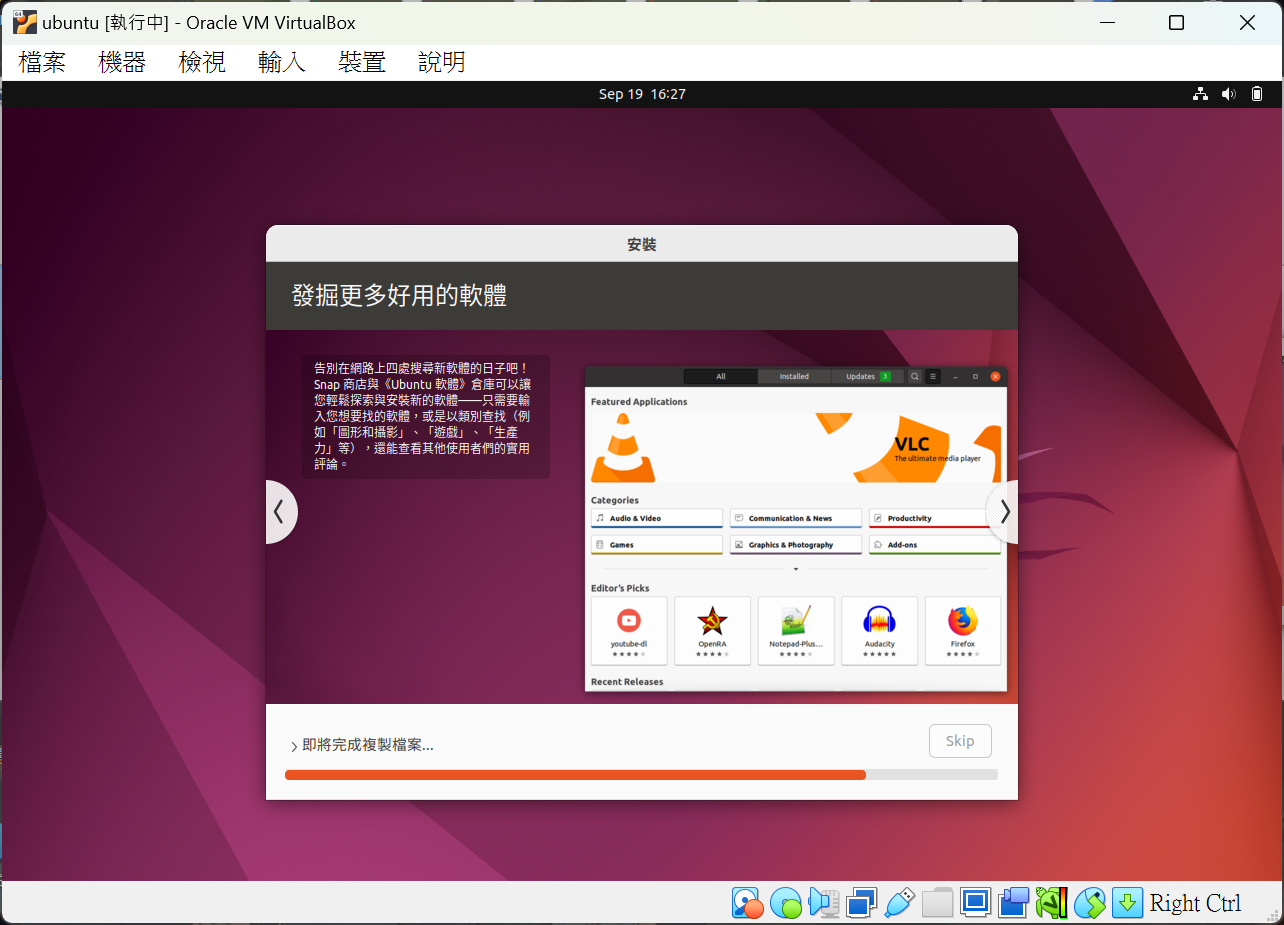 ubuntu [執行中] - Oracle VM VirtualBox
檔案 機器 檢視 輸入 裝置 說明
Sep 19 16:27
安裝
發掘更多好用的軟體
告別在網路上四處搜尋新軟體的日子吧！
Snap 商店與《Ubuntu 軟體》倉庫可以讓
您輕鬆探索與安裝新的軟體——只需要輸
入您想要找的軟體，或是以類別查找（例
如「圖形和攝影」、「遊戲」、「生產
力」等），還能查看其他使用者們的實用
評論。
All Installed Updates 3
Featured Applications
VLC
The ultimate media player
Categories
Audio & Video Communication & News Productivity
Games Graphics & Photography Add-ons
Editor's Picks
youtube-dl OpenRA Notepad-Plus... Audacity Firefox
Recent Releases
即將完成複製檔案...
Skip
Right Ctrl